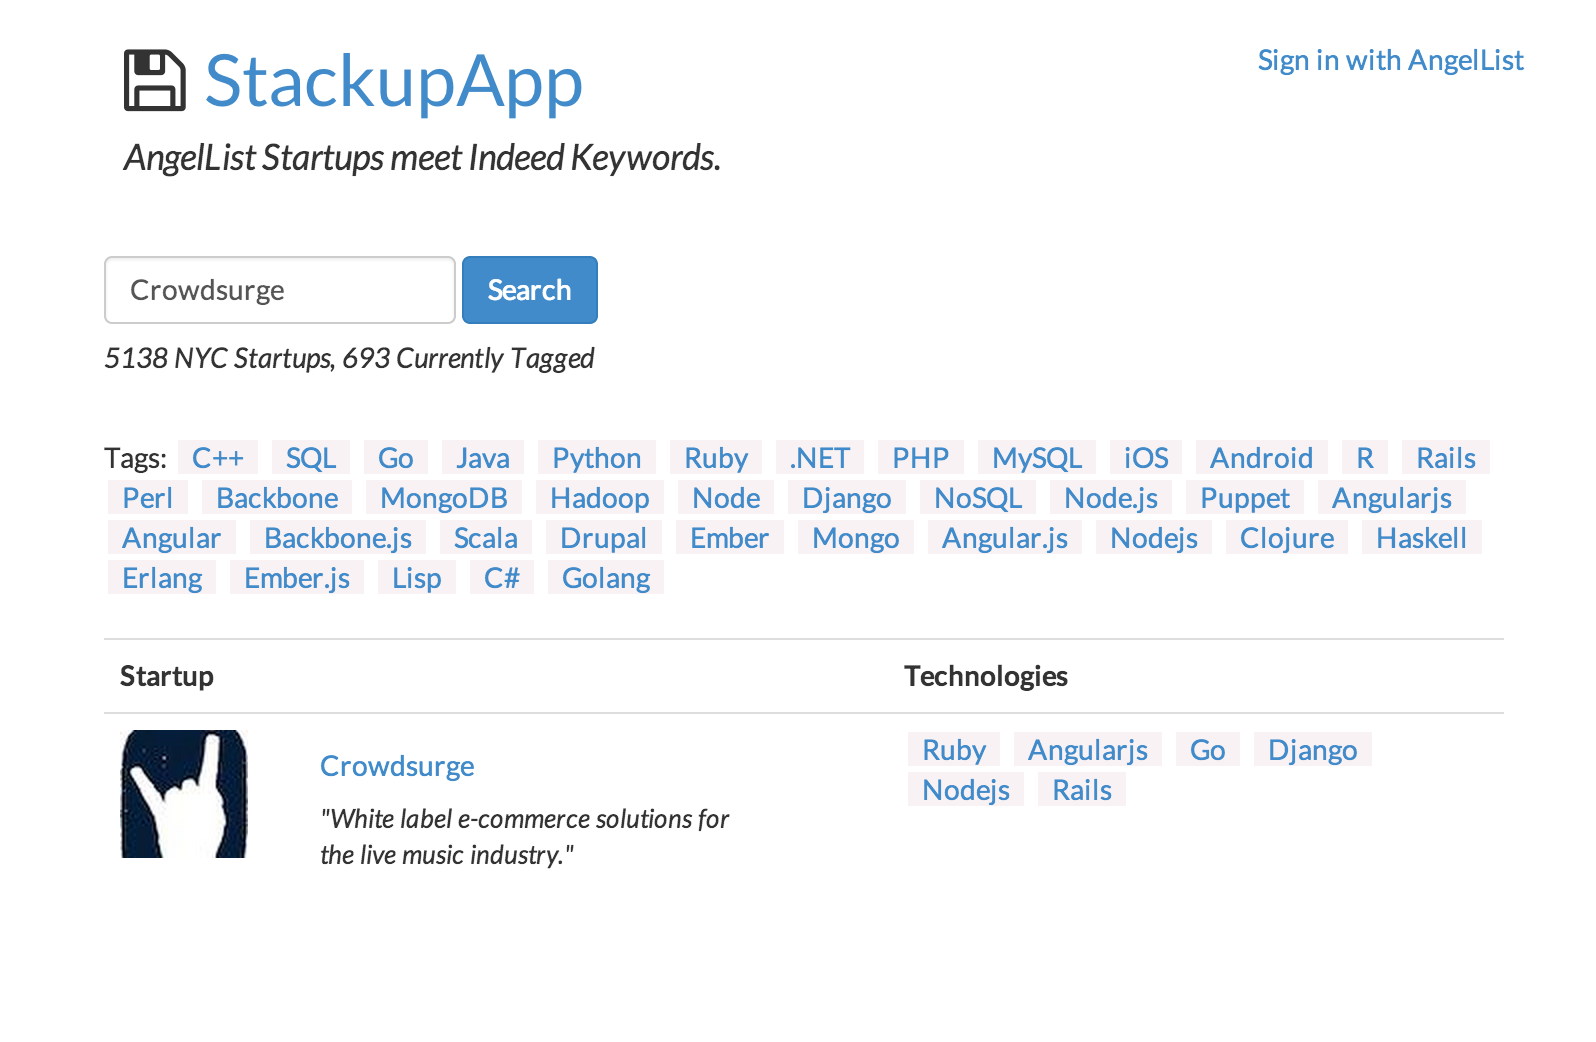 StackupApp
Sign in with AngelList
AngelList Startups meet Indeed Keywords.
Crowdsurge Search
5138 NYC Startups, 693 Currently Tagged
Tags: C++ SQL Go Java Python Ruby .NET PHP MySQL iOS Android R Rails
Perl Backbone MongoDB Hadoop Node Django NoSQL Node.js Puppet Angularjs
Angular Backbone.js Scala Drupal Ember Mongo Angular.js Nodejs Clojure Haskell
Erlang Ember.js Lisp C# Golang
Startup Technologies
Crowdsurge
"White label e-commerce solutions for
the live music industry."
Ruby Angularjs Go Django
Nodejs Rails